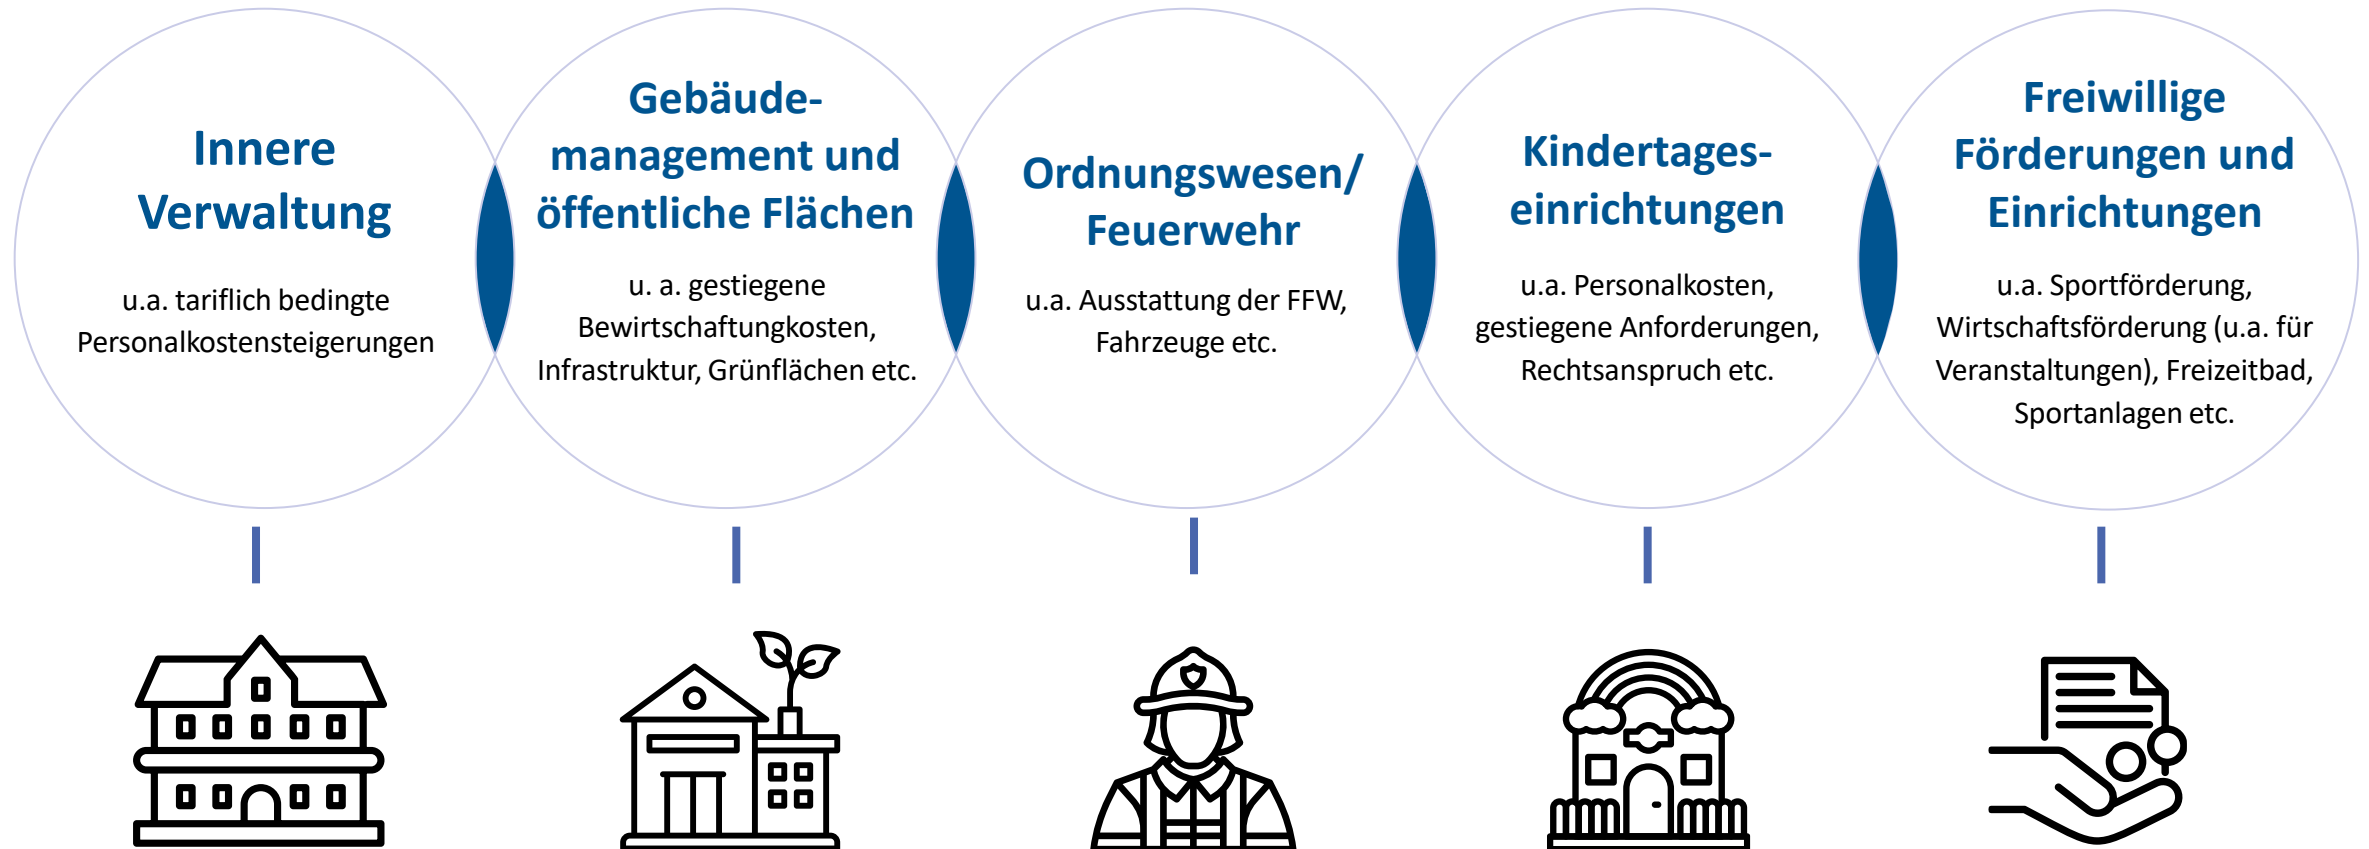 Innere
Verwaltung
u.a. tariflich bedingte
Personalkostensteigerungen
Gebäude-
management und
öffentliche Flächen
u. a. gestiegene
Bewirtschaftungkosten,
Infrastruktur, Grünflächen etc.
Ordnungswesen/
Feuerwehr
u.a. Ausstattung der FFW,
Fahrzeuge etc.
Kindertages-
einrichtungen
u.a. Personalkosten,
gestiegene Anforderungen,
Rechtsanspruch etc.
Freiwillige
Förderungen und
Einrichtungen
u.a. Sportförderung,
Wirtschaftsförderung (u.a. für
Veranstaltungen), Freizeitbad,
Sportanlagen etc.